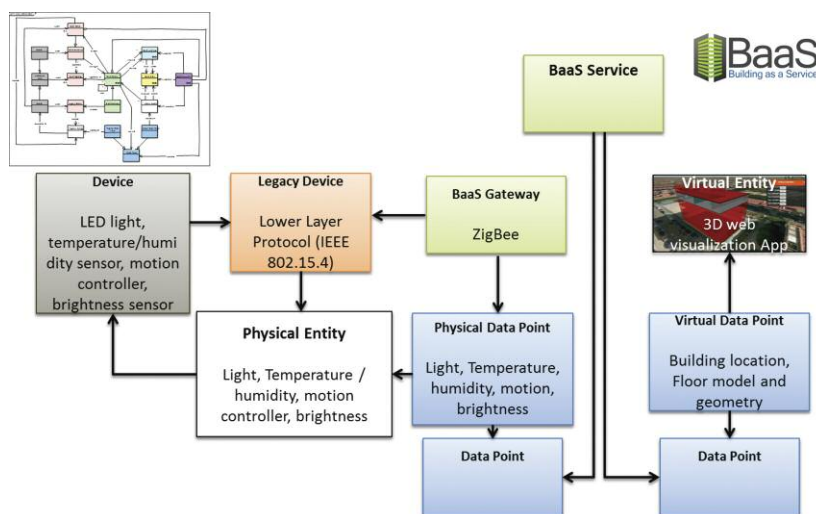 BaaS
Building as a Service
BaaS Service
Device
LED light,
temperature/humi
dity sensor, motion
controller,
brightness sensor
Legacy Device
Lower Layer
Protocol (IEEE
802.15.4)
BaaS Gateway
ZigBee
Virtual Entity
3D web
visualization App
Physical Entity
Light, Temperature /
humidity, motion
controller, brightness
Physical Data Point
Light, Temperature,
humidity, motion,
brightness
Virtual Data Point
Building location,
Floor model and
geometry
Data Point
Data Point